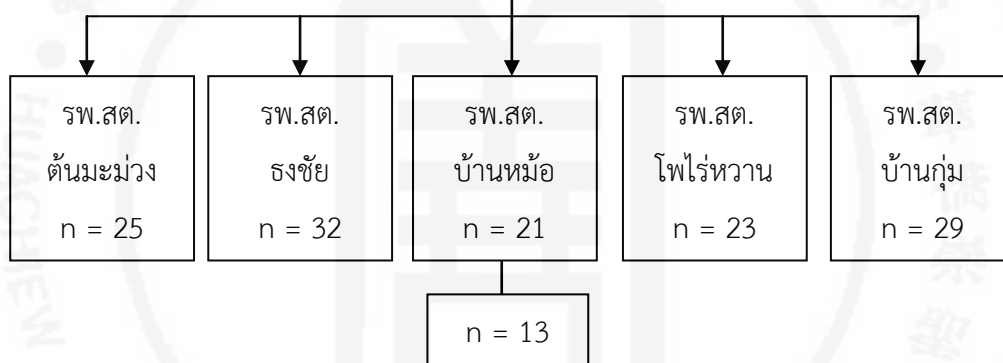 รพ.สต.
ต้นมะม่วง
n = 25
รพ.สต.
ธงชัย
n = 32
รพ.สต.
บ้านหม้อ
n = 21
รพ.สต.
โพไร่หวาน
n = 23
รพ.สต.
บ้านกุ่ม
n = 29
n = 13